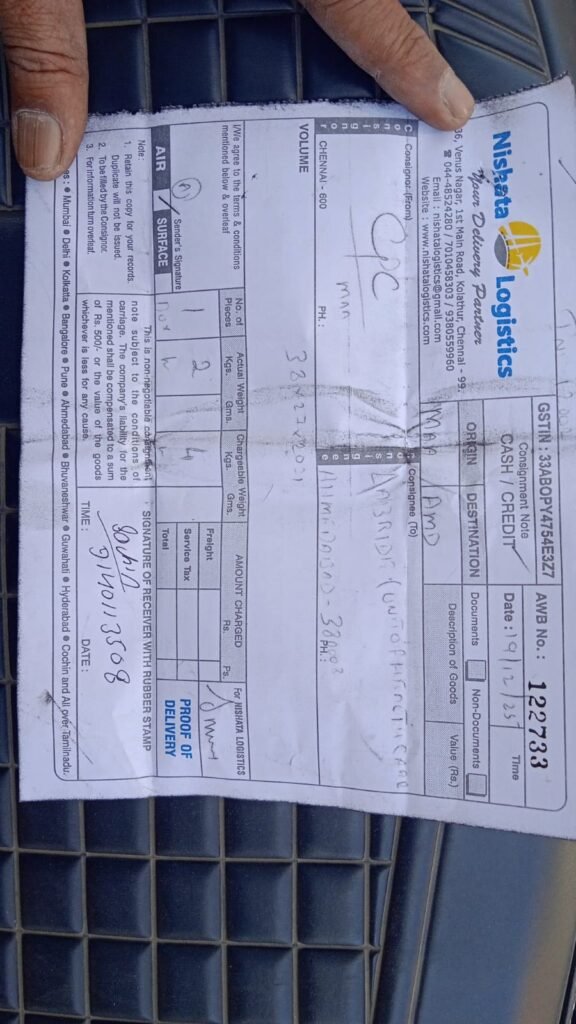 Nishata Logistics
Your Delivery Partner
36, Venus Nagar, 1st Main Road, Kolathur, Chennai - 99.
☎ 044-48524280 / 7010458303 / 9380559960
Email : nishatalogistics@gmail.com
Website : www.nishatalogistics.com
GSTIN : 33ABOPY4754E3Z7
Consignment Note
CASH / CREDIT
AWB No.: 122733
Date : 19/12/25 Time
ORIGIN DESTINATION
MAA AMD
Documents Non-Documents
Description of Goods Value (Rs.)
Consignor (From)
CPC
maa
CHENNAI - 600 PH :
Consignee (To)
- 380 PH.:
VOLUME
I/We agree to the terms & conditions
mentioned below & overleaf
AIR SURFACE
Sender's Signature
No. of Pieces
Actual Weight
Kgs. Gms.
Chargeable Weight
Kgs. Gms.
AMOUNT CHARGED
Rs. Ps.
1 2
Freight
Service Tax
Total
For NISHATA LOGISTICS
PROOF OF
DELIVERY
Note:
1. Retain this copy for your records.
Duplicate will not be issued.
2. To be filled by the Consignor.
3. For information turn overleaf.
This is non-negotiable consignment
note subject to the conditions of
carriage. The company's liability for the
mentioned shall be compensated to a sum
of Rs. 500/- or the value of the goods
whichever is less for any cause.
SIGNATURE OF RECEIVER WITH RUBBER STAMP
Sachin
9140113508
TIME : DATE :
es : ● Mumbai ● Delhi ● Kolkatta ● Bangalore ● Pune ● Ahmedabad ● Bhuvaneshwar ● Guwahati ● Hyderabad ● Cochin and All over Tamilnadu.